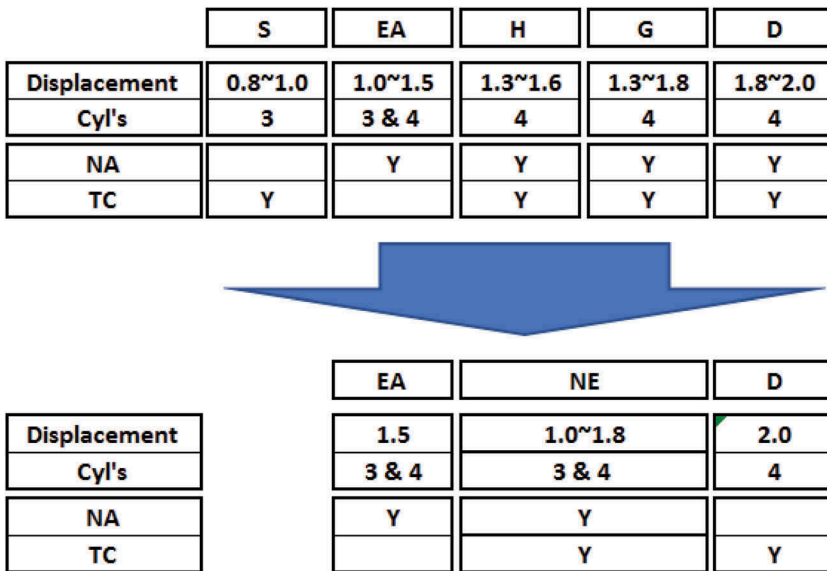 S EA H G D
Displacement 0.8~1.0 1.0~1.5 1.3~1.6 1.3~1.8 1.8~2.0
Cyl's 3 3 & 4 4 4 4
NA Y Y Y Y
TC Y Y Y Y
EA NE D
Displacement 1.5 1.0~1.8 2.0
Cyl's 3 & 4 3 & 4 4
NA Y Y
TC Y Y